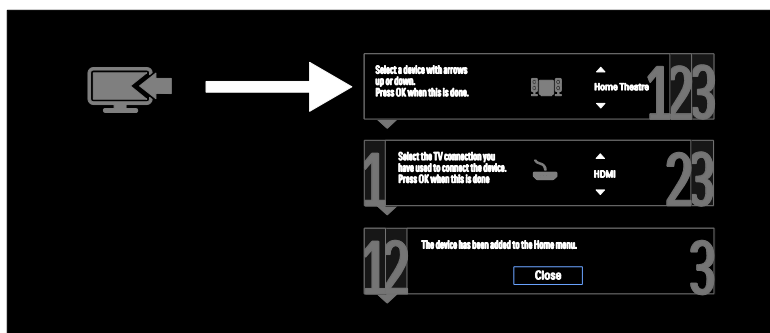 Select a device with arrows
up or down.
Press OK when this is done.
Home Theatre
123
1
Select the TV connection you
have used to connect the device.
Press OK when this is done
HDMI
23
12
The device has been added to the Home menu.
Close
3